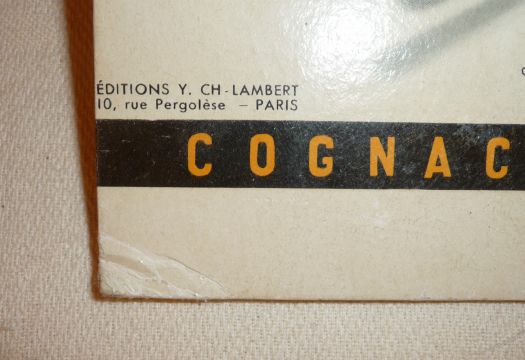 ÉDITIONS Y. CH-LAMBERT
10, rue Pergolèse – PARIS
COGNAC